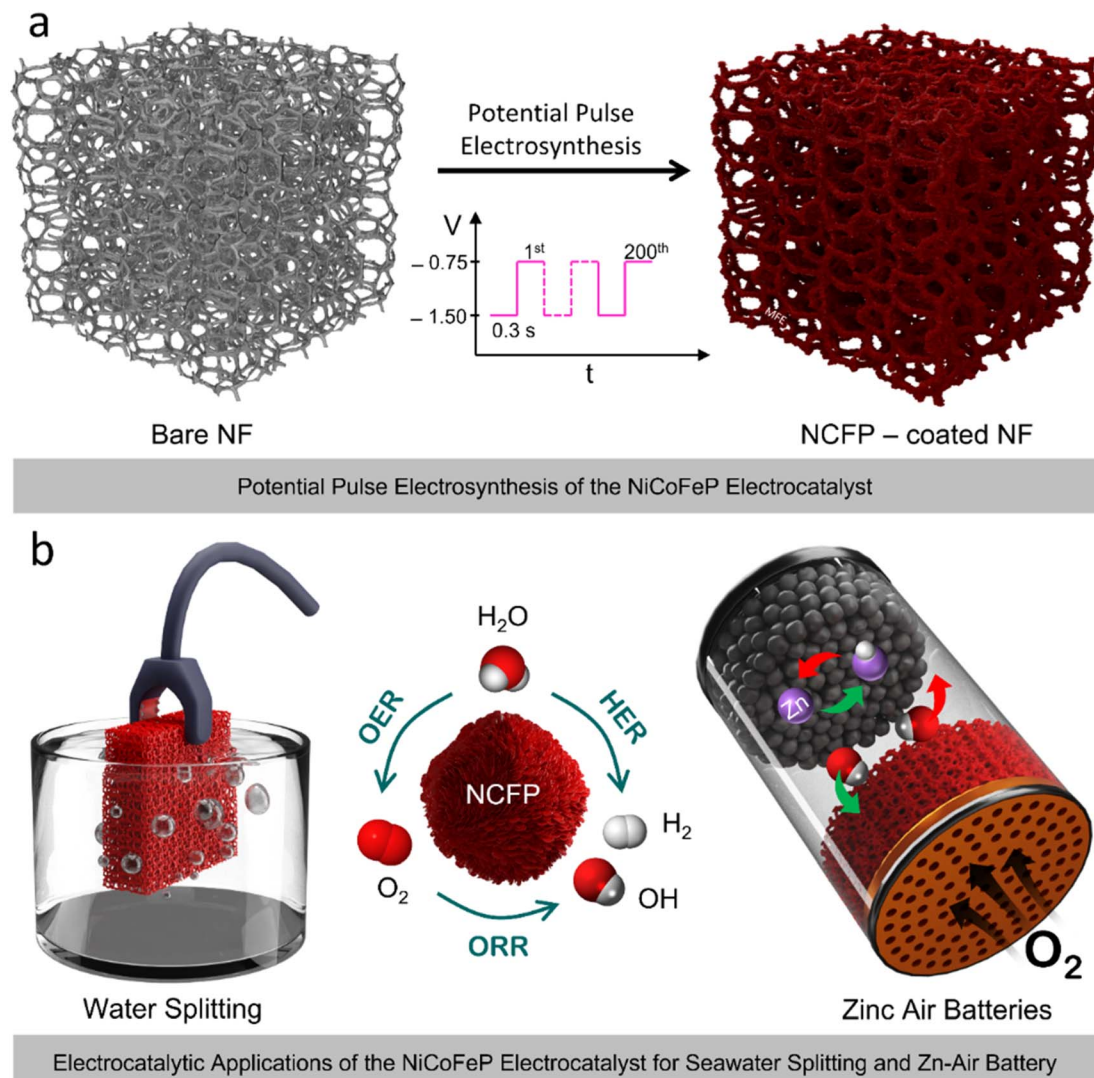 a
Potential Pulse
Electrosynthesis
V
1st
200th
– 0.75
– 1.50
0.3 s
t
MFE
Bare NF
NCFP – coated NF
Potential Pulse Electrosynthesis of the NiCoFeP Electrocatalyst
b
H2O
OER
HER
NCFP
O2
H2
OH
ORR
Zn
O2
Water Splitting
Zinc Air Batteries
Electrocatalytic Applications of the NiCoFeP Electrocatalyst for Seawater Splitting and Zn-Air Battery